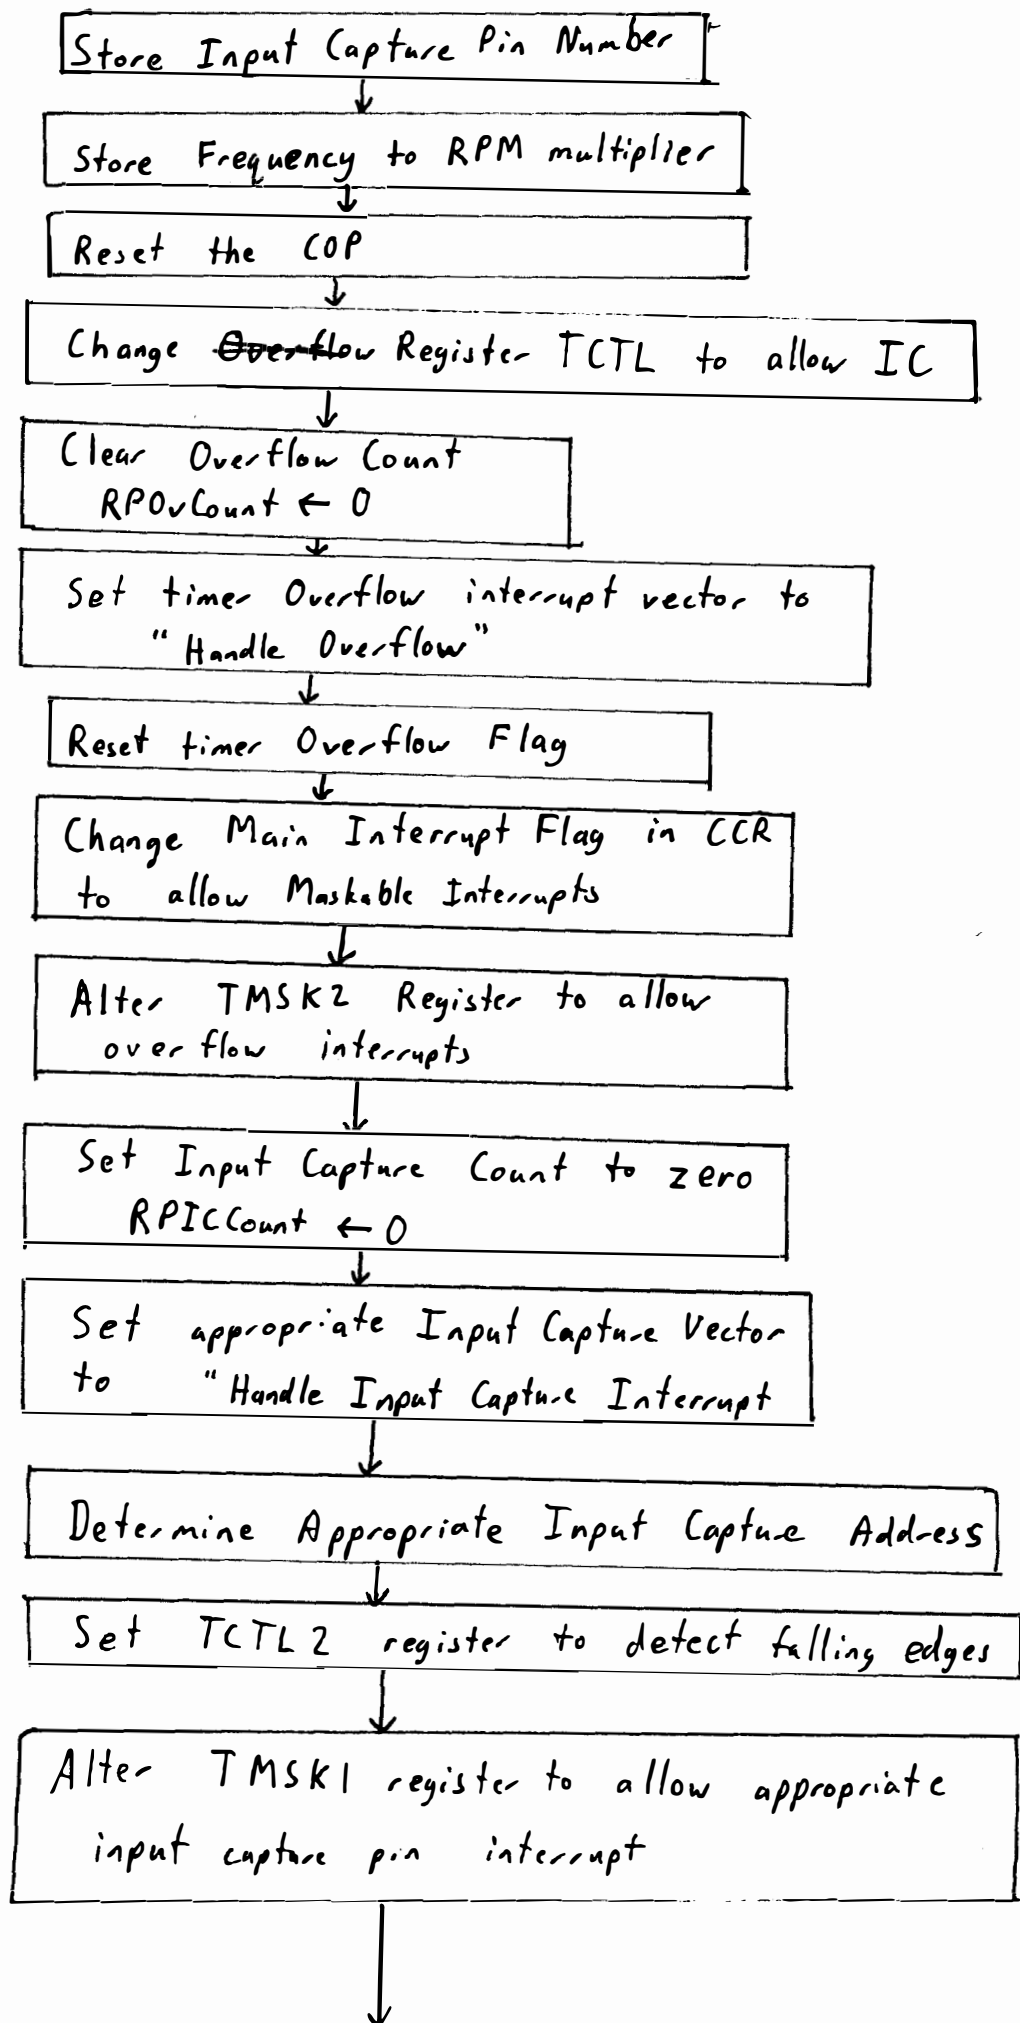 Store Input Capture Pin Number
Store Frequency to RPM multiplier
Reset the COP
Change Overflow Register TCTL to allow IC
Clear Overflow Count
RPOvCount ← 0
Set timer Overflow interrupt vector to
"Handle Overflow"
Reset timer Overflow Flag
Change Main Interrupt Flag in CCR
to allow Maskable Interrupts
Alter TMSK2 Register to allow
overflow interrupts
Set Input Capture Count to zero
RPICCount ← 0
Set appropriate Input Capture Vector
to "Handle Input Capture Interrupt
Determine Appropriate Input Capture Address
Set TCTL2 register to detect falling edges
Alter TMSK1 register to allow appropriate
input capture pin interrupt